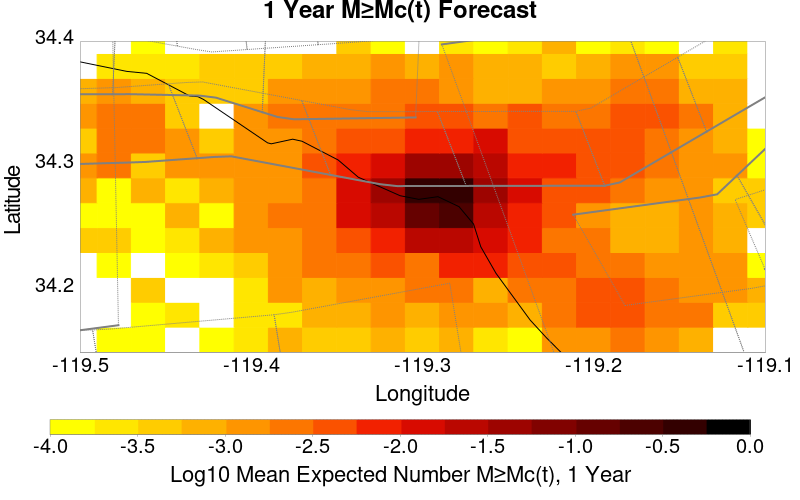 1 Year M≥Mc(t) Forecast
34.4
34.3
34.2
Latitude
-119.5 -119.4 -119.3 -119.2 -119.1
Longitude
-4.0 -3.5 -3.0 -2.5 -2.0 -1.5 -1.0 -0.5 0.0
Log10 Mean Expected Number M≥Mc(t), 1 Year